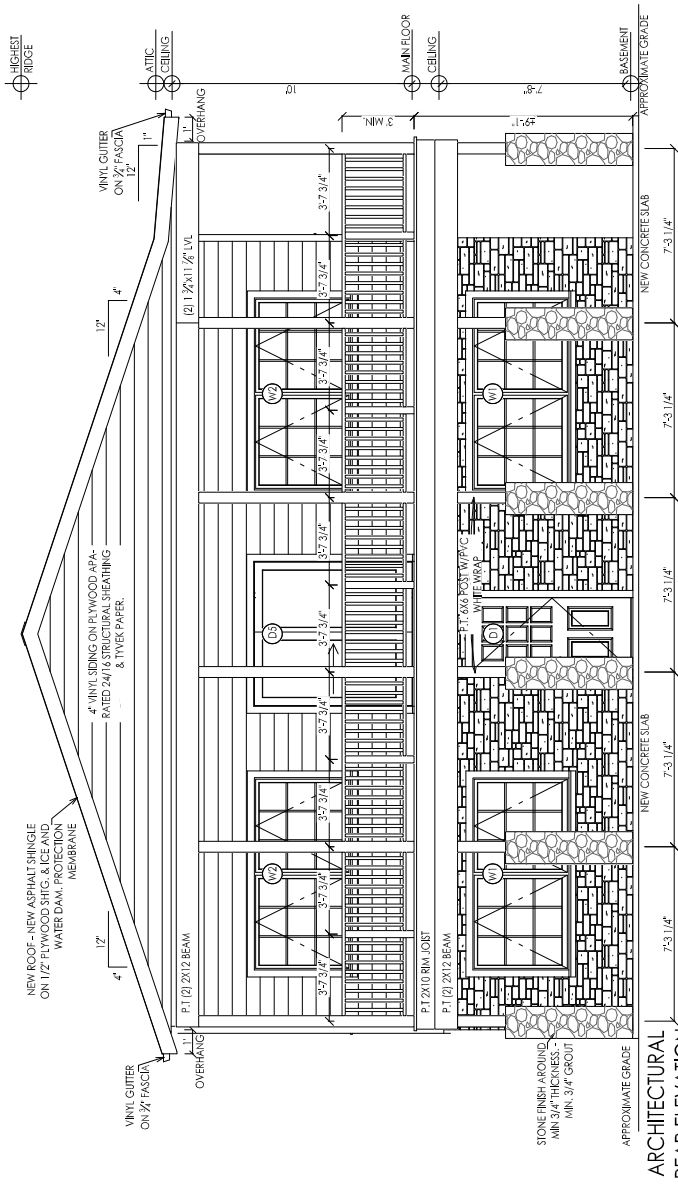 HIGHEST
RIDGE
ATTIC
CEILING
10'
MAIN FLOOR
CEILING
7'-8"
BASEMENT
APPROXIMATE GRADE
NEW ROOF - NEW ASPHALT SHINGLE
ON 1/2" PLYWOOD SHTG. & ICE AND
WATER DAM. PROTECTION
MEMBRANE
VINYL GUTTER
ON ¾" FASCIA
VINYL GUTTER
ON ¾" FASCIA
12"
4"
12"
4"
12"
1"
4" VINYL SIDING ON PLYWOOD APA-
RATED 24/16 STRUCTURAL SHEATHING
& TYVEK PAPER.
1'
OVERHANG
1'
OVERHANG
P.T (2) 2X12 BEAM
(2) 1 ¾"x11 ⅞" LVL
W2
D5
W2
3'-7 3/4"
3'-7 3/4"
3'-7 3/4"
3'-7 3/4"
3'-7 3/4"
3'-7 3/4"
3'-7 3/4"
3'-7 3/4"
3'-7 3/4"
3'-7 3/4"
3' MIN.
±9'-1"
P.T 2X10 RIM JOIST
P.T (2) 2X12 BEAM
P.T. 6X6 POST W/PVC
WHITE WRAP
W1
D1
W1
STONE FINISH AROUND
MIN 3/4" THICKNESS. -
MIN. 3/4" GROUT
APPROXIMATE GRADE
NEW CONCRETE SLAB
NEW CONCRETE SLAB
7'-3 1/4"
7'-3 1/4"
7'-3 1/4"
7'-3 1/4"
7'-3 1/4"
ARCHITECTURAL
REAR ELEVATION